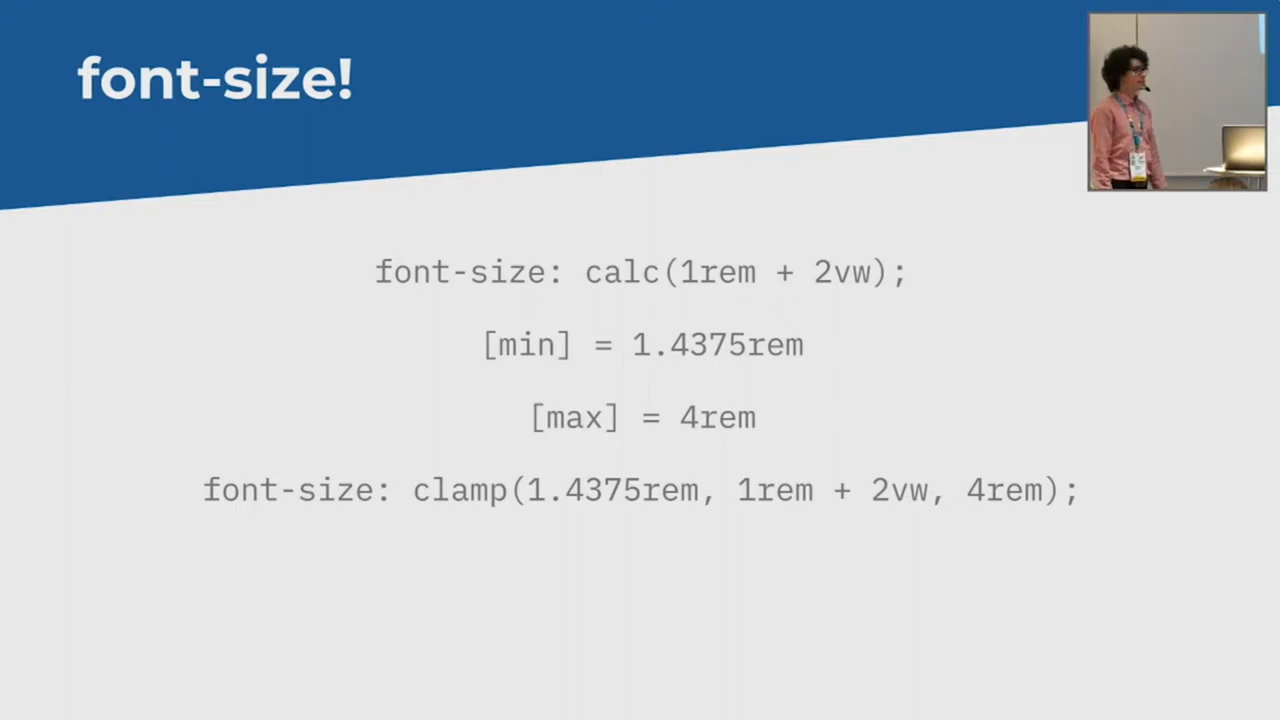 font-size!
font-size: calc(1rem + 2vw);
[min] = 1.4375rem
[max] = 4rem
font-size: clamp(1.4375rem, 1rem + 2vw, 4rem);